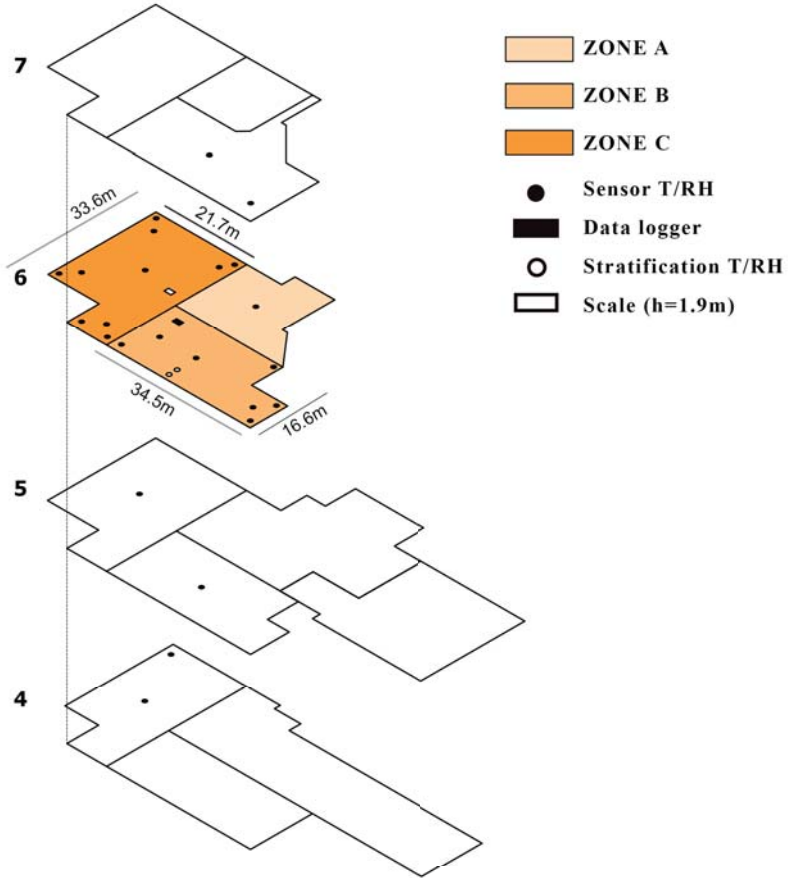 7
ZONE A
ZONE B
ZONE C
Sensor T/RH
Data logger
Stratification T/RH
Scale (h=1.9m)
33.6m
21.7m
6
34.5m
16.6m
5
4